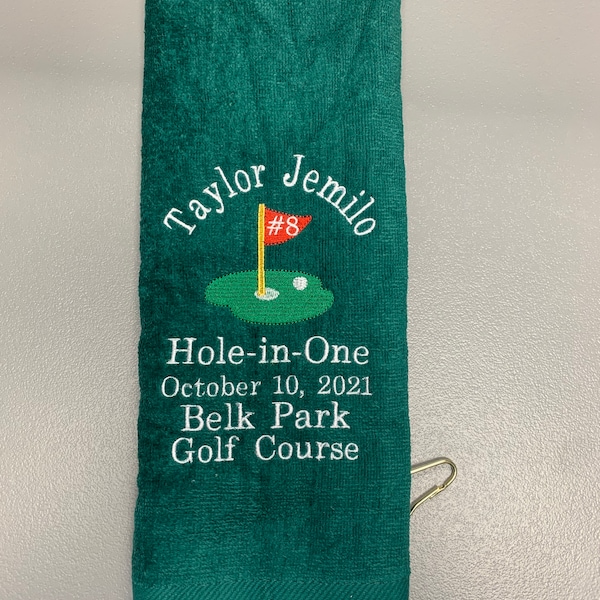 Taylor Jemilo
#8
Hole-in-One
October 10, 2021
Belk Park
Golf Course